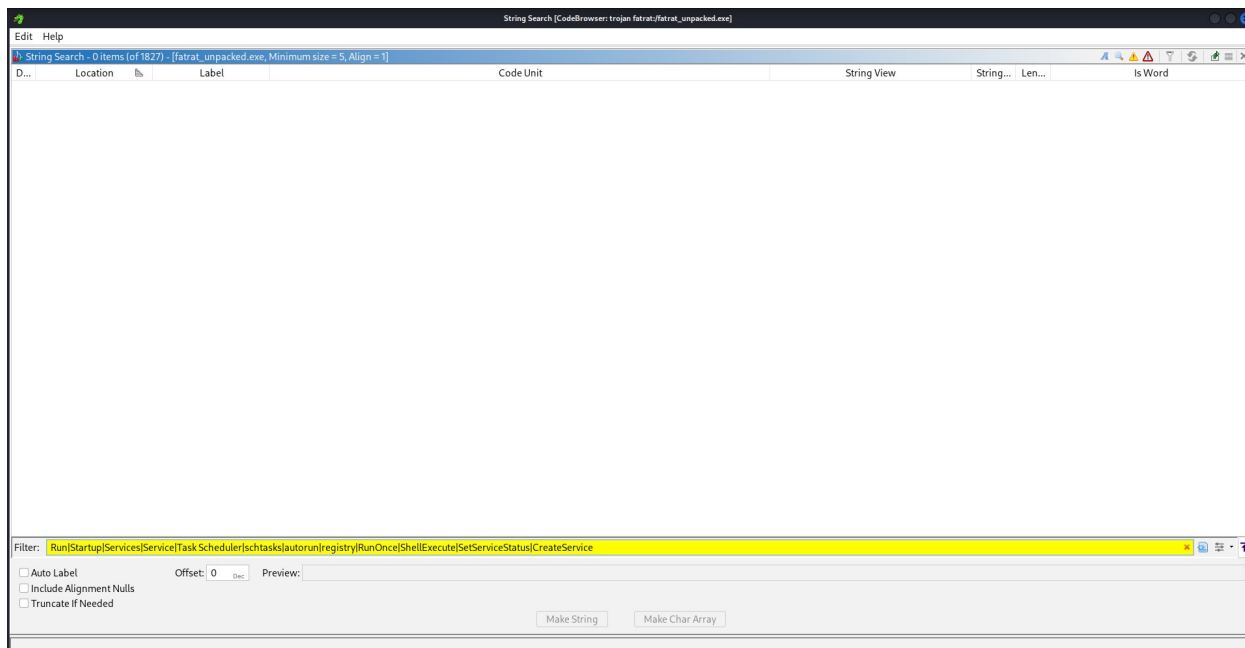 String Search [CodeBrowser: trojan fatrat:/fatrat_unpacked.exe]
Edit Help
String Search - 0 items (of 1827) - [fatrat_unpacked.exe, Minimum size = 5, Align = 1]
D... Location Label Code Unit String View String... Len... Is Word
Filter: Run|Startup|Services|Service|Task Scheduler|schtasks|autorun|registry|RunOnce|ShellExecute|SetServiceStatus|CreateService
Auto Label Offset: 0 Dec Preview:
Include Alignment Nulls
Truncate If Needed
Make String Make Char Array